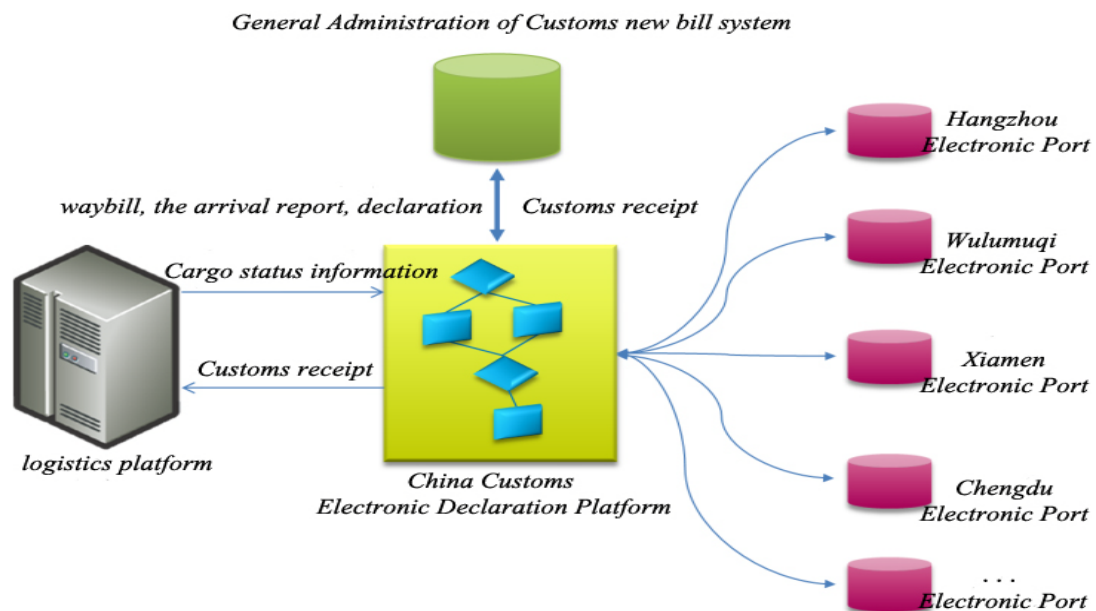 General Administration of Customs new bill system
Hangzhou
Electronic Port
waybill, the arrival report, declaration
Customs receipt
Wulumuqi
Electronic Port
Cargo status information
Xiamen
Electronic Port
Customs receipt
logistics platform
China Customs
Electronic Declaration Platform
Chengdu
Electronic Port
. . .
Electronic Port